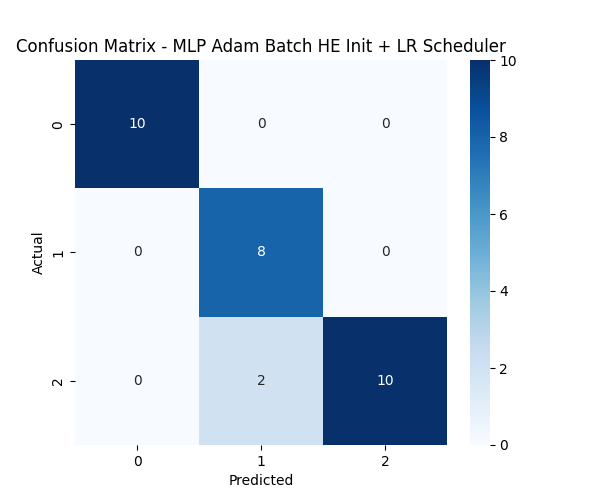 Confusion Matrix - MLP Adam Batch HE Init + LR Scheduler
10
0
10 0 0
8
Actual
1
0 8 0
6
4
2
0 2 10
2
0
0 1 2
Predicted